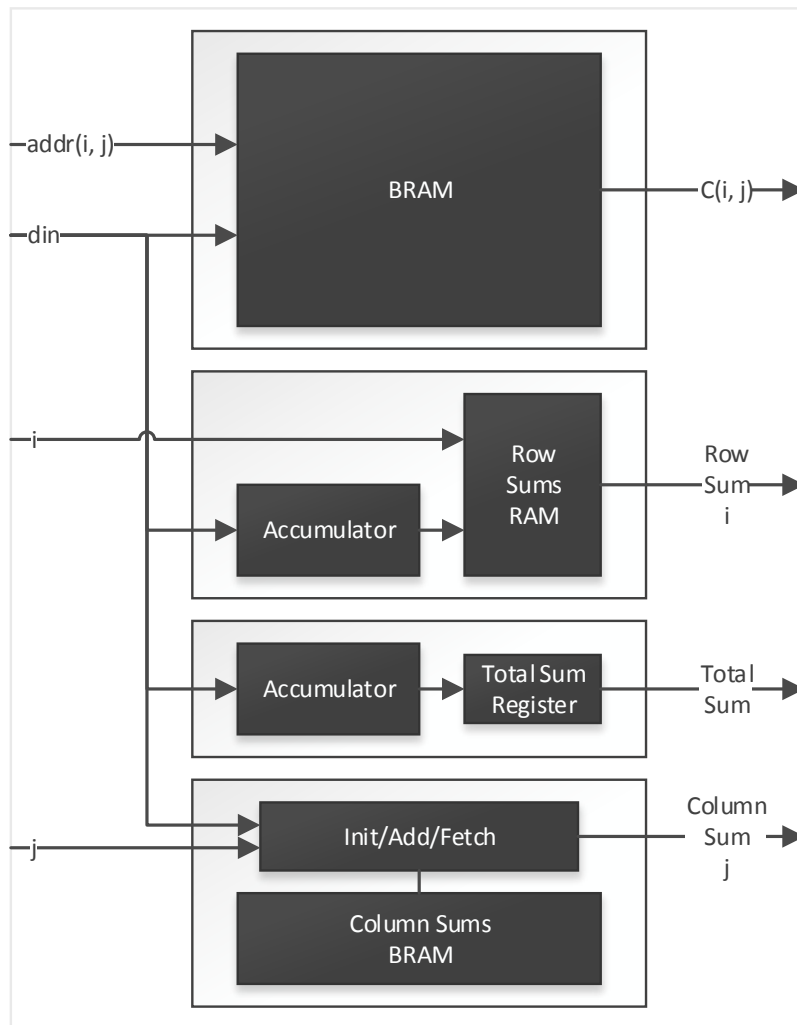 addr(i, j)
BRAM
C(i, j)
din
i
Row
Sums
RAM
Row
Sum
i
Accumulator
Accumulator
Total Sum
Register
Total
Sum
j
Init/Add/Fetch
Column
Sum
j
Column Sums
BRAM